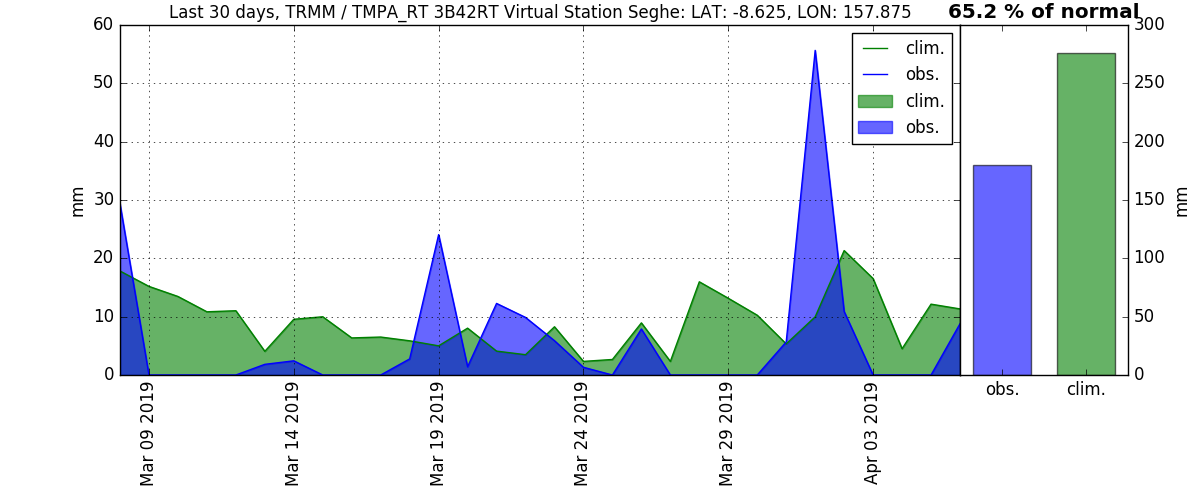 Last 30 days, TRMM / TMPA_RT 3B42RT Virtual Station Seghe: LAT: -8.625, LON: 157.875
65.2 % of normal
60
50
40
30
20
10
0
mm
clim.
obs.
clim.
obs.
Mar 09 2019
Mar 14 2019
Mar 19 2019
Mar 24 2019
Mar 29 2019
Apr 03 2019
300
250
200
150
100
50
0
mm
obs.
clim.